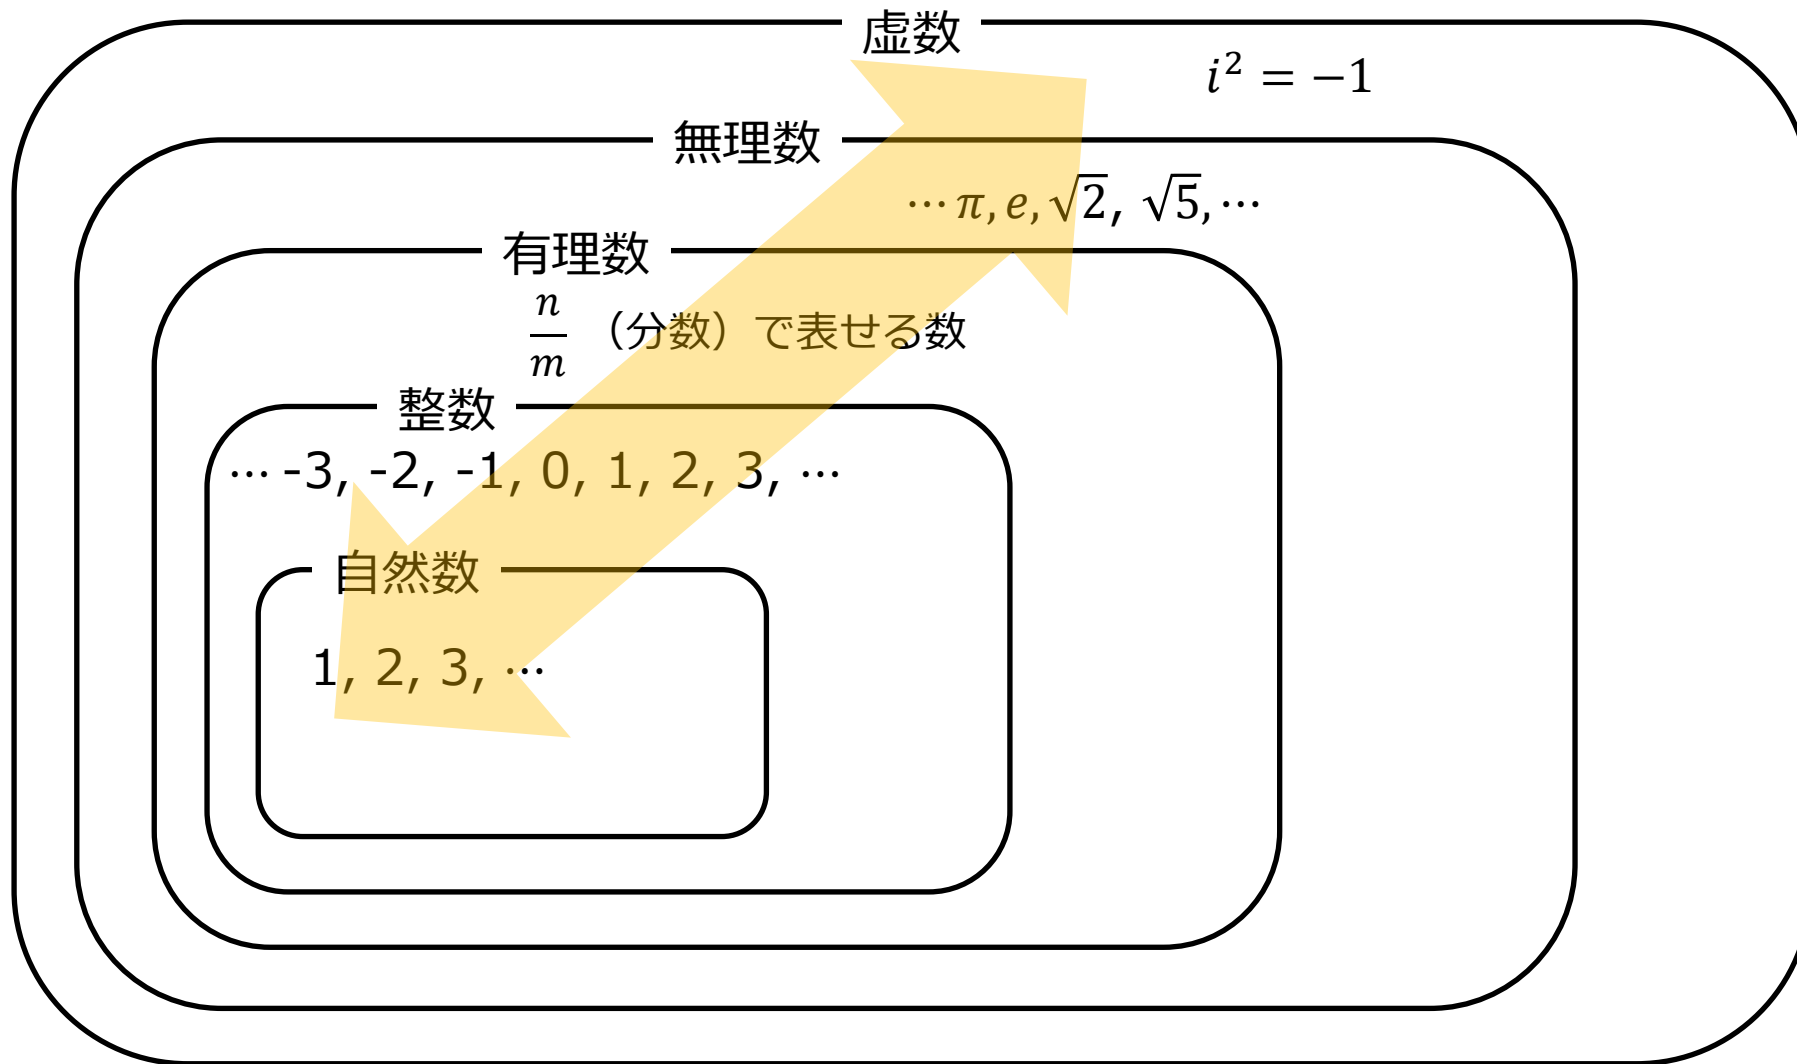 虚数
i² = −1
無理数
⋯ π, e, √2, √5, ⋯
有理数
n/m （分数）で表せる数
整数
⋯ -3, -2, -1, 0, 1, 2, 3, ⋯
自然数
1, 2, 3, ⋯